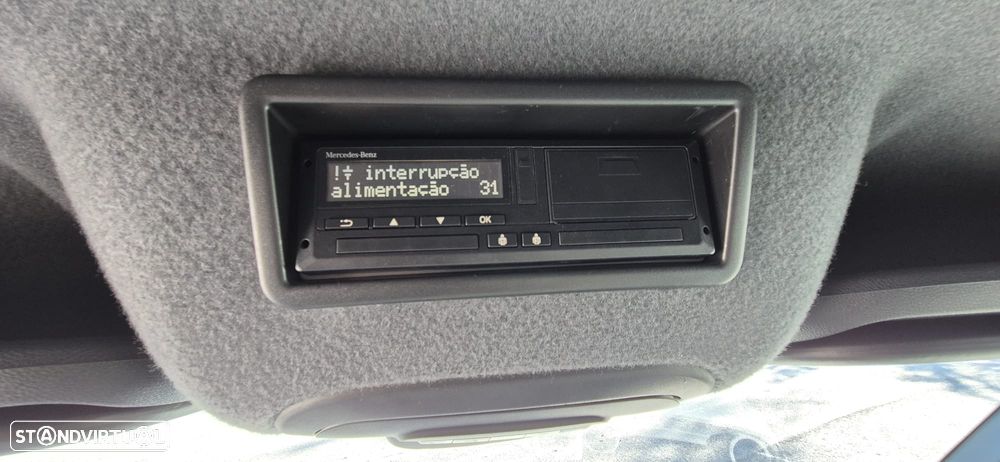 Mercedes-Benz
! interrupção
alimentação 31
OK
STANDVIRTUAL